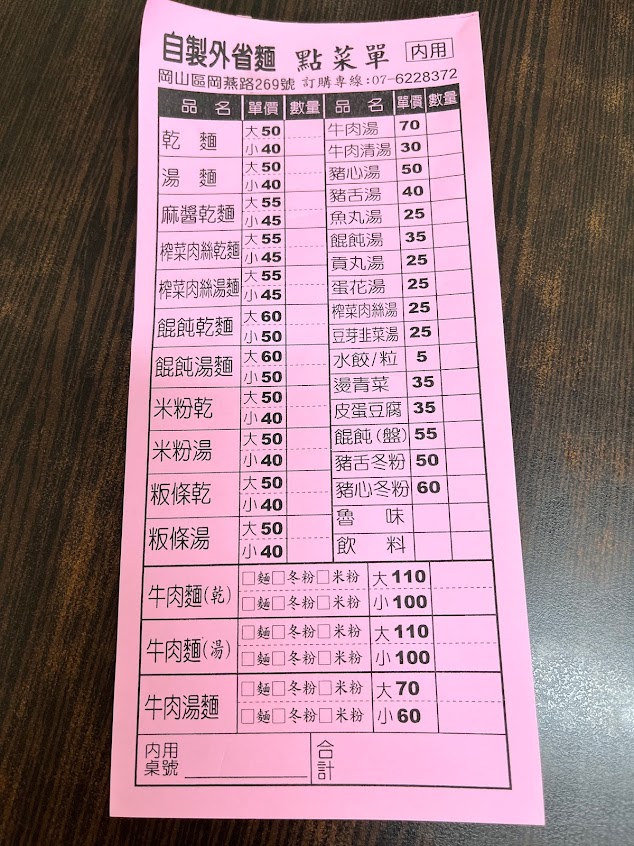 自製外省麵 點菜單 內用
岡山區岡燕路269號 訂購專線:07-6228372
品名 單價 數量 品名 單價 數量
乾麵 大50 小40
湯麵 大50 小40
麻醬乾麵 大55 小45
榨菜肉絲乾麵 大55 小45
榨菜肉絲湯麵 大55 小45
餛飩乾麵 大60 小50
餛飩湯麵 大60 小50
米粉乾 大50 小40
米粉湯 大50 小40
粄條乾 大50 小40
粄條湯 大50 小40
牛肉湯 70
牛肉清湯 30
豬心湯 50
豬舌湯 40
魚丸湯 25
餛飩湯 35
貢丸湯 25
蛋花湯 25
榨菜肉絲湯 25
豆芽韭菜湯 25
水餃/粒 5
燙青菜 35
皮蛋豆腐 35
餛飩(盤) 55
豬舌冬粉 50
豬心冬粉 60
魯味
飲料
牛肉麵(乾) □麵□冬粉□米粉 大110
□麵□冬粉□米粉 小100
牛肉麵(湯) □麵□冬粉□米粉 大110
□麵□冬粉□米粉 小100
牛肉湯麵 □麵□冬粉□米粉 大70
□麵□冬粉□米粉 小60
內用
桌號
合計